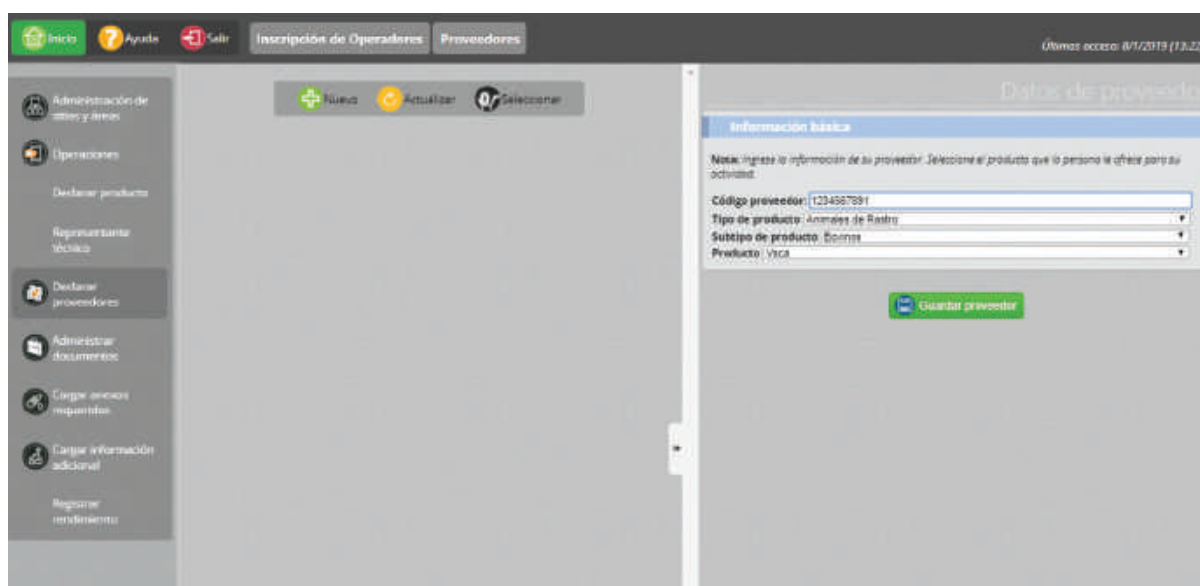 Inicio
Ayuda
Salir
Inscripción de Operadores
Proveedores
Último acceso: 8/1/2019 (13:22
Administración de
sitios y áreas
Operaciones
Declarar producto
Representante
técnico
Declarar
proveedores
Administrar
documentos
Cargar anexos
requeridos
Cargar información
adicional
Registrar
rendimiento
Nuevo
Actualizar
0/ Seleccionar
Datos de proveedo
Información básica
Nota: Ingrese la información de su proveedor. Seleccione el producto que la persona le ofrece para su
actividad.
Código proveedor: 1234567891
Tipo de producto Animales de Rastro
Subtipo de producto Bovinos
Producto Vaca
Guardar proveedor